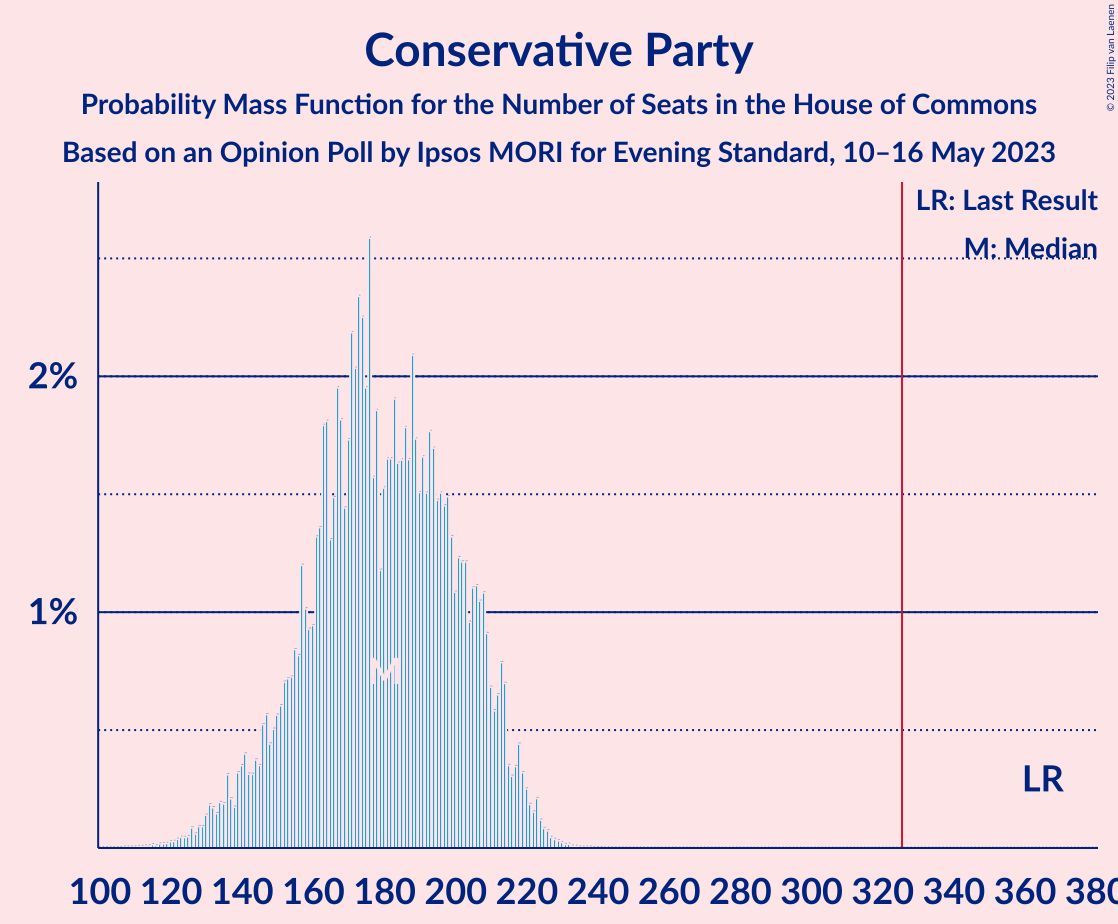 Conservative Party
Probability Mass Function for the Number of Seats in the House of Commons
Based on an Opinion Poll by Ipsos MORI for Evening Standard, 10–16 May 2023
© 2023 Filip van Laenen
LR: Last Result
M: Median
2%
1%
M
LR
100 120 140 160 180 200 220 240 260 280 300 320 340 360 380